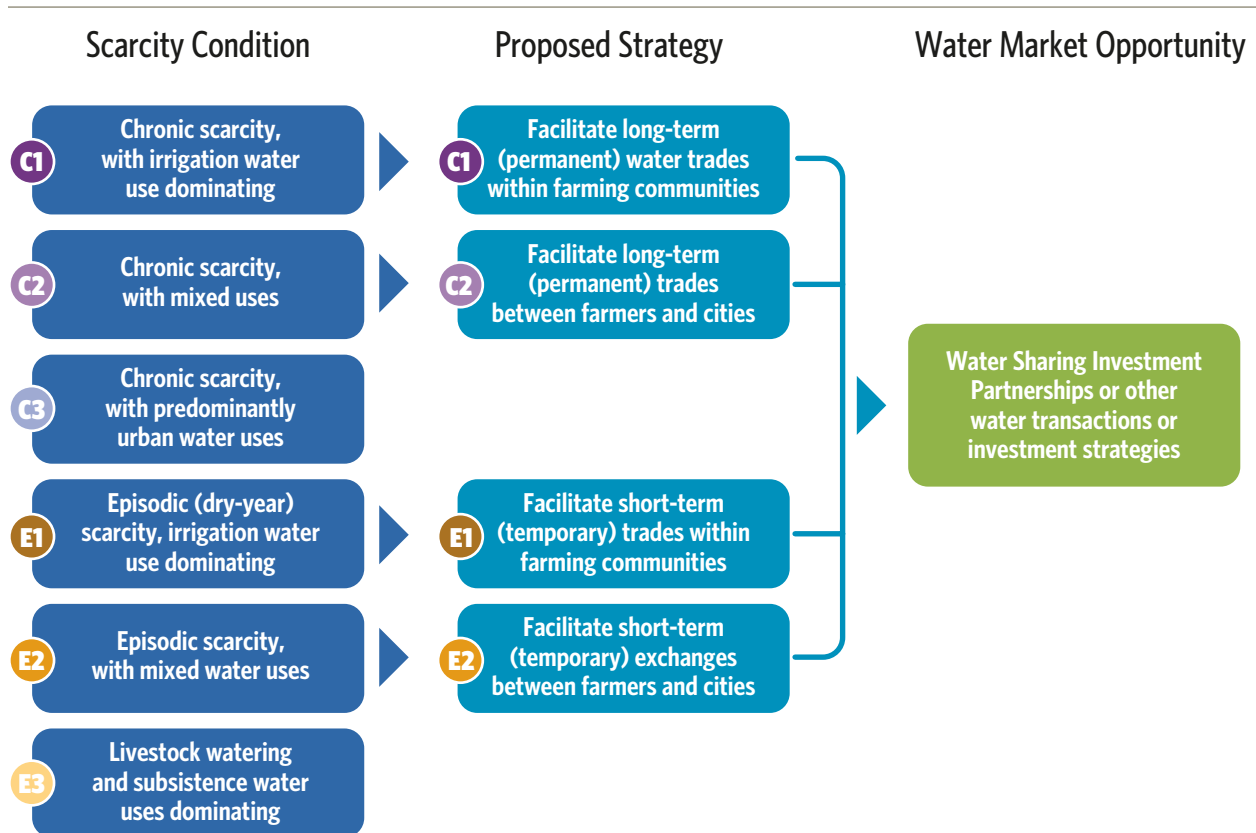 Scarcity Condition
Proposed Strategy
Water Market Opportunity
C1
Chronic scarcity,
with irrigation water
use dominating
C1
Facilitate long-term
(permanent) water trades
within farming communities
C2
Chronic scarcity,
with mixed uses
C2
Facilitate long-term
(permanent) trades
between farmers and cities
C3
Chronic scarcity,
with predominantly
urban water uses
E1
Episodic (dry-year)
scarcity, irrigation water
use dominating
E1
Facilitate short-term
(temporary) trades within
farming communities
E2
Episodic scarcity,
with mixed water uses
E2
Facilitate short-term
(temporary) exchanges
between farmers and cities
E3
Livestock watering
and subsistence water
uses dominating
Water Sharing Investment
Partnerships or other
water transactions or
investment strategies